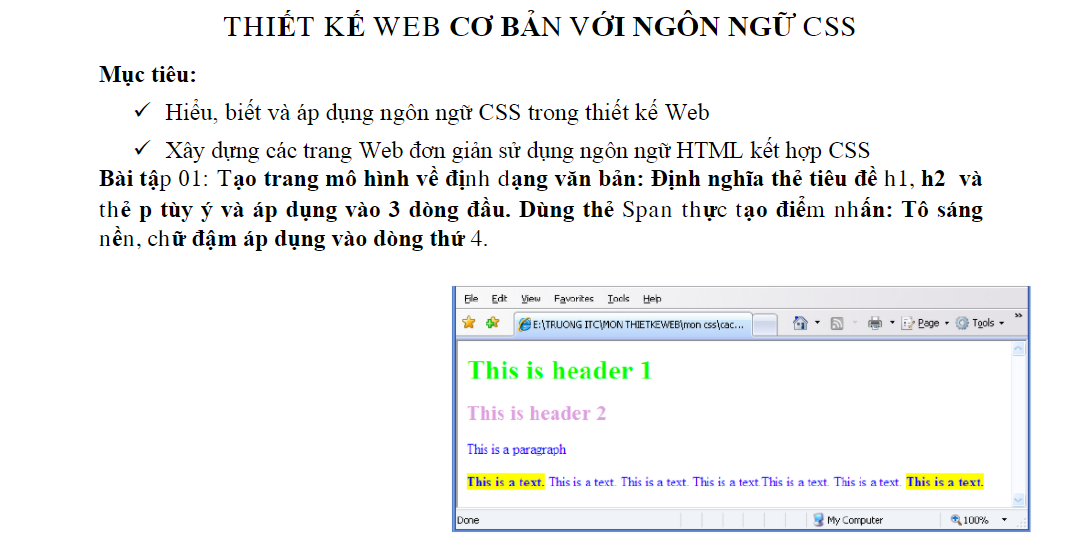 THIẾT KẾ WEB CƠ BẢN VỚI NGÔN NGỮ CSS
Mục tiêu:
✓ Hiểu, biết và áp dụng ngôn ngữ CSS trong thiết kế Web
✓ Xây dựng các trang Web đơn giản sử dụng ngôn ngữ HTML kết hợp CSS
Bài tập 01: Tạo trang mô hình về định dạng văn bản: Định nghĩa thẻ tiêu đề h1, h2 và
thẻ p tùy ý và áp dụng vào 3 dòng đầu. Dùng thẻ Span thực tạo điểm nhấn: Tô sáng
nền, chữ đậm áp dụng vào dòng thứ 4.
File Edit View Favorites Tools Help
E:\TRUONG ITC\MON THIETKEWEB\mon css\cac... Page Tools
This is header 1
This is header 2
This is a paragraph
This is a text. This is a text. This is a text. This is a text.This is a text. This is a text. This is a text.
Done My Computer 100%